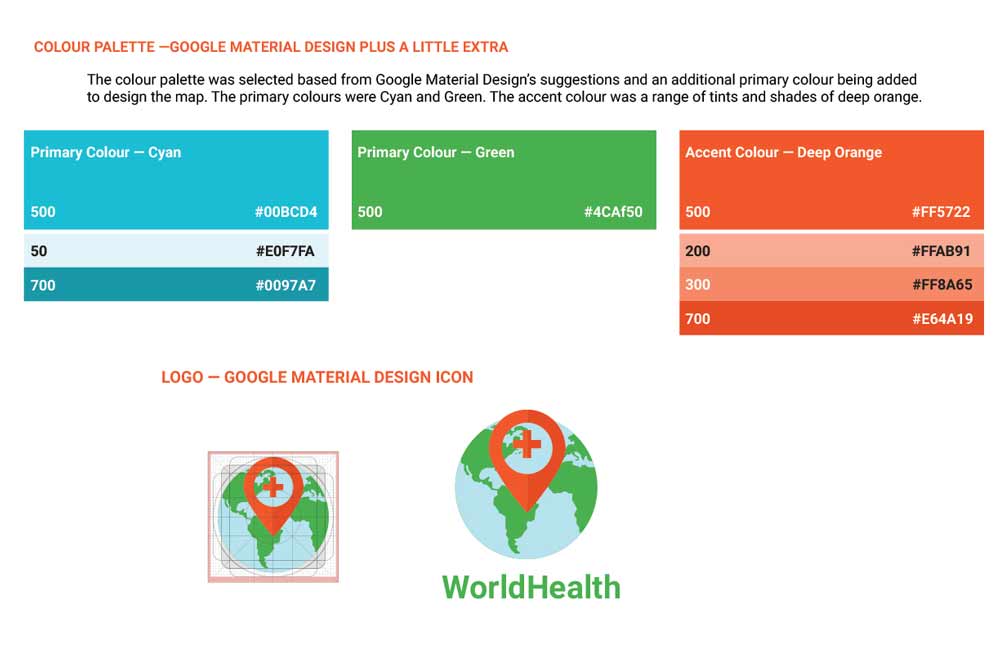 COLOUR PALETTE —GOOGLE MATERIAL DESIGN PLUS A LITTLE EXTRA
The colour palette was selected based from Google Material Design's suggestions and an additional primary colour being added
to design the map. The primary colours were Cyan and Green. The accent colour was a range of tints and shades of deep orange.
Primary Colour — Cyan
500 #00BCD4
50 #E0F7FA
700 #0097A7
Primary Colour — Green
500 #4CAf50
Accent Colour — Deep Orange
500 #FF5722
200 #FFAB91
300 #FF8A65
700 #E64A19
LOGO — GOOGLE MATERIAL DESIGN ICON
WorldHealth